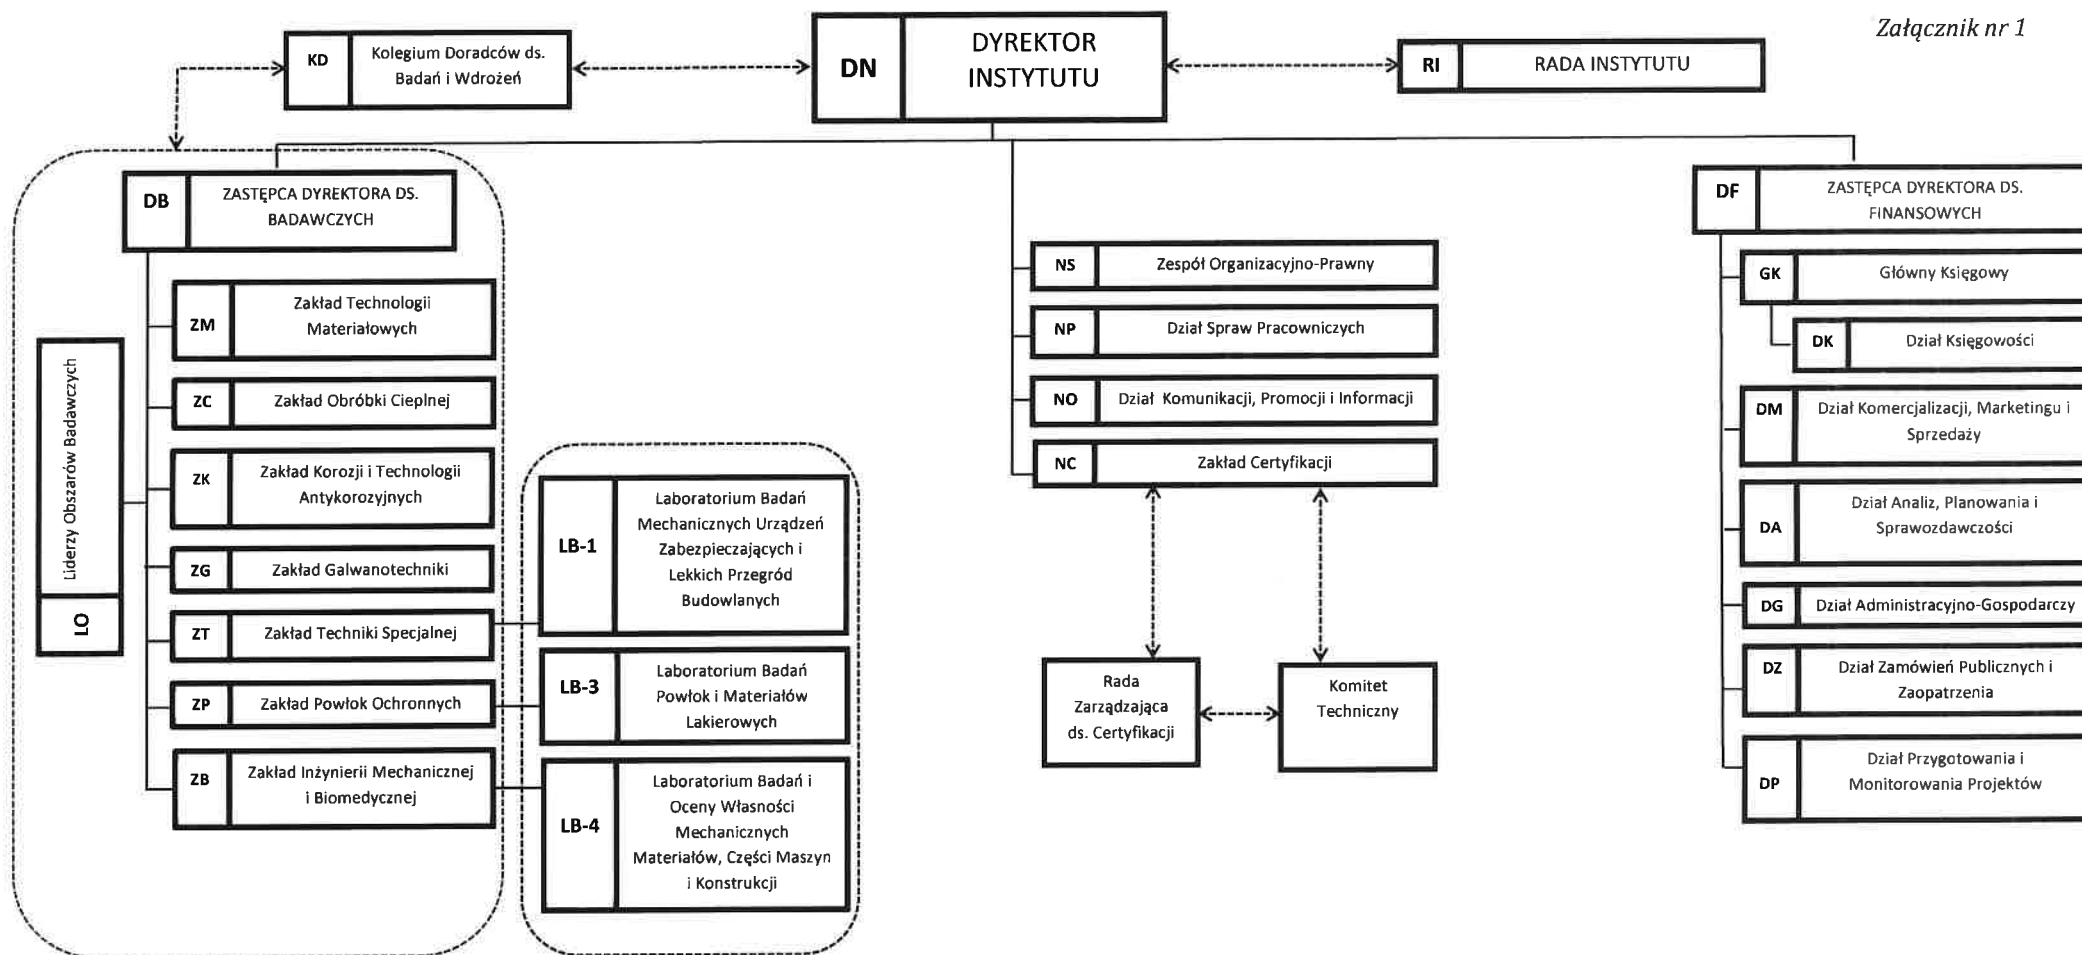 Załącznik nr 1
KD
Kolegium Doradców ds.
Badań i Wdrożeń
DN
DYREKTOR
INSTYTUTU
RI
RADA INSTYTUTU
DB
ZASTĘPCA DYREKTORA DS.
BADAWCZYCH
LO
Liderzy Obszarów Badawczych
ZM
Zakład Technologii
Materiałowych
ZC
Zakład Obróbki Cieplnej
ZK
Zakład Korozji i Technologii
Antykorozyjnych
ZG
Zakład Galwanotechniki
ZT
Zakład Techniki Specjalnej
ZP
Zakład Powłok Ochronnych
ZB
Zakład Inżynierii Mechanicznej
i Biomedycznej
LB-1
Laboratorium Badań
Mechanicznych Urządzeń
Zabezpieczających i
Lekkich Przegród
Budowlanych
LB-3
Laboratorium Badań
Powłok i Materiałów
Lakierowych
LB-4
Laboratorium Badań i
Oceny Własności
Mechanicznych
Materiałów, Części Maszyn
i Konstrukcji
NS
Zespół Organizacyjno-Prawny
NP
Dział Spraw Pracowniczych
NO
Dział Komunikacji, Promocji i Informacji
NC
Zakład Certyfikacji
Rada
Zarządzająca
ds. Certyfikacji
Komitet
Techniczny
DF
ZASTĘPCA DYREKTORA DS.
FINANSOWYCH
GK
Główny Księgowy
DK
Dział Księgowości
DM
Dział Komercjalizacji, Marketingu i
Sprzedaży
DA
Dział Analiz, Planowania i
Sprawozdawczości
DG
Dział Administracyjno-Gospodarczy
DZ
Dział Zamówień Publicznych i
Zaopatrzenia
DP
Dział Przygotowania i
Monitorowania Projektów